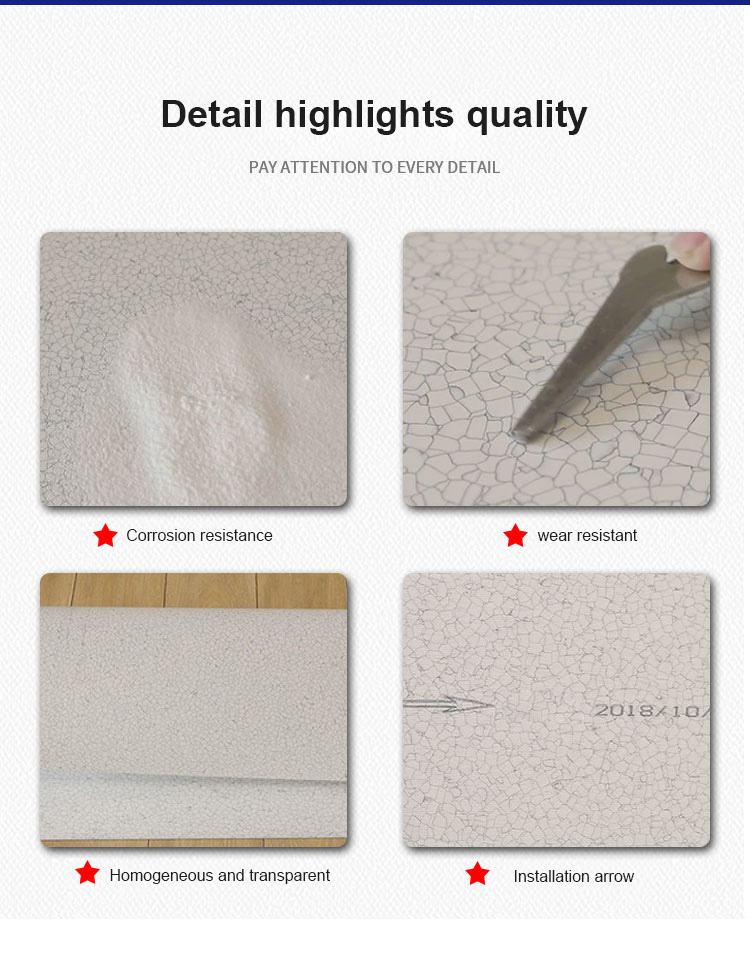 Detail highlights quality
PAY ATTENTION TO EVERY DETAIL
Corrosion resistance
wear resistant
2018/10/
Homogeneous and transparent
Installation arrow